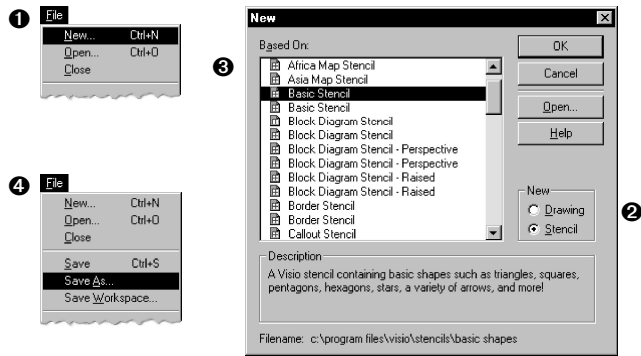 ❶ File
New... Ctrl+N
Open... Ctrl+O
Close
❹ File
New... Ctrl+N
Open... Ctrl+O
Close
Save Ctrl+S
Save As...
Save Workspace...
New
❸ Based On:
Africa Map Stencil
Asia Map Stencil
Basic Stencil
Basic Stencil
Block Diagram Stencil
Block Diagram Stencil
Block Diagram Stencil - Perspective
Block Diagram Stencil - Perspective
Block Diagram Stencil - Raised
Block Diagram Stencil - Raised
Border Stencil
Border Stencil
Callout Stencil
OK
Cancel
Open...
Help
New
Drawing
Stencil
❷
Description
A Visio stencil containing basic shapes such as triangles, squares,
pentagons, hexagons, stars, a variety of arrows, and more!
Filename: c:\program files\visio\stencils\basic shapes